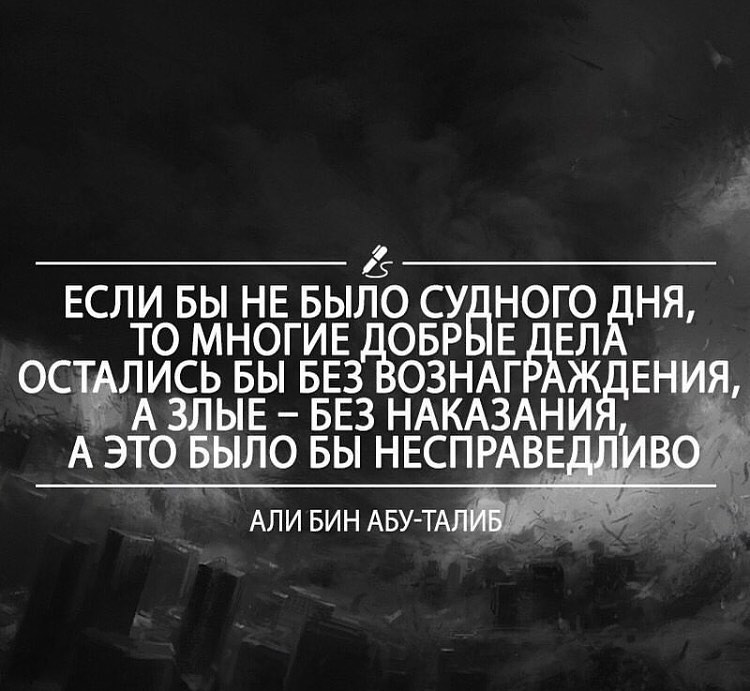 ЕСЛИ БЫ НЕ БЫЛО СУДНОГО ДНЯ,
ТО МНОГИЕ ДОБРЫЕ ДЕЛА
ОСТАЛИСЬ БЫ БЕЗ ВОЗНАГРАЖДЕНИЯ,
А ЗЛЫЕ – БЕЗ НАКАЗАНИЯ,
А ЭТО БЫЛО БЫ НЕСПРАВЕДЛИВО
АЛИ БИН АБУ-ТАЛИБ